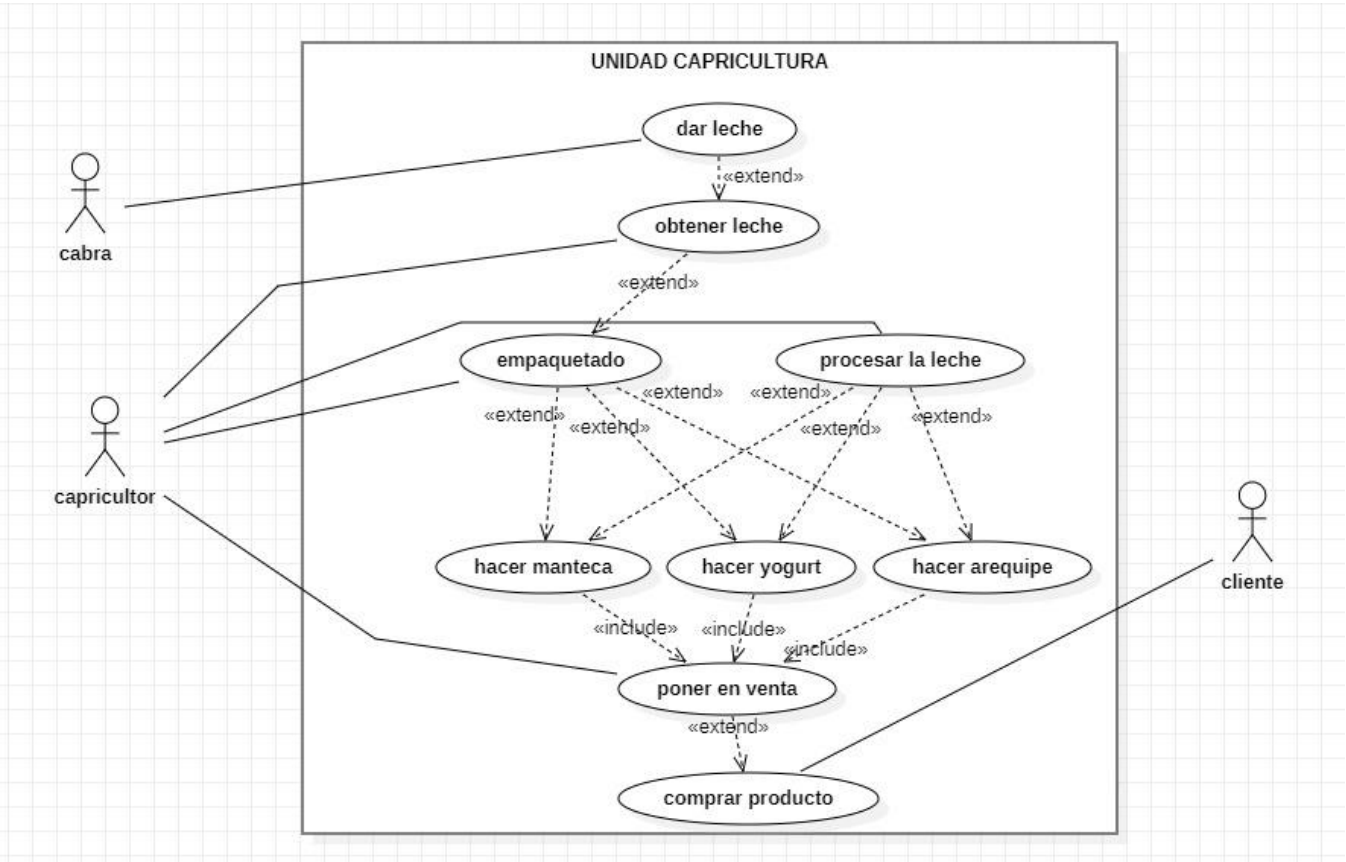 UNIDAD CAPRICULTURA
dar leche
«extend»
cabra
obtener leche
«extend»
empaquetado
procesar la leche
«extend»
«extend»
«extend»
«extend»
«extend»
«extend»
capricultor
hacer manteca
hacer yogurt
hacer arequipe
cliente
«include»
«include»
«include»
poner en venta
«extend»
comprar producto